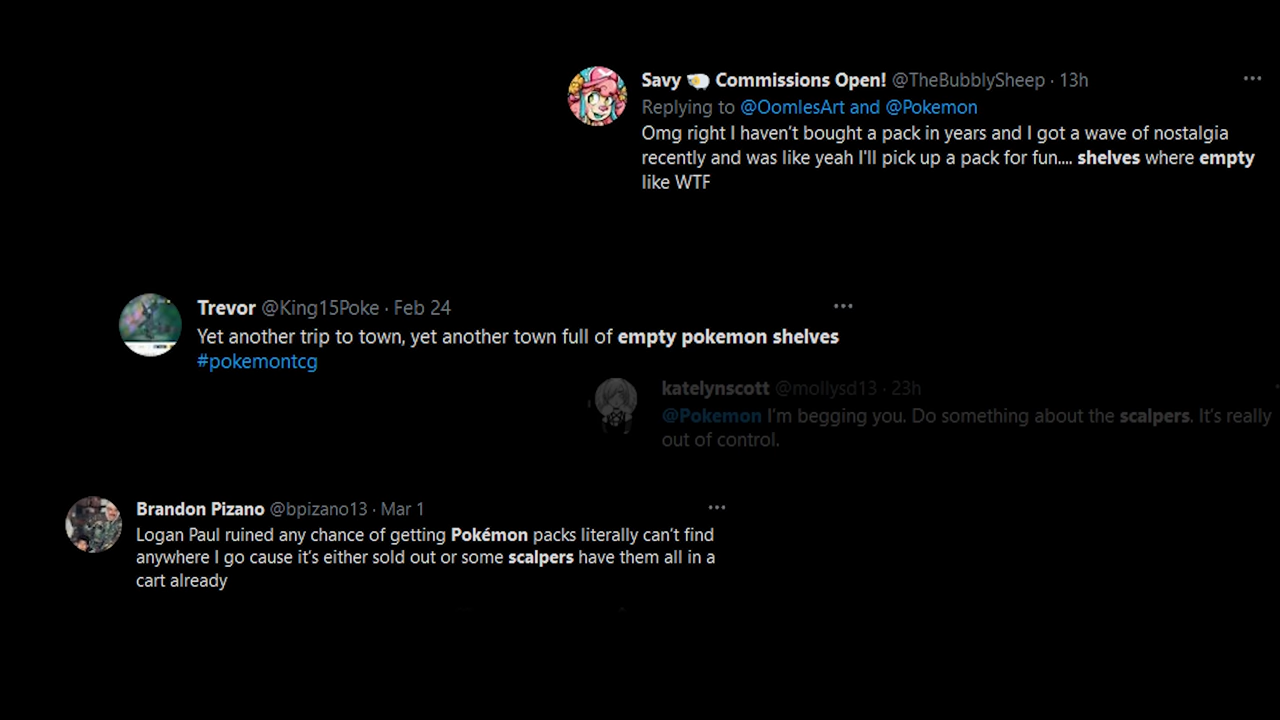 Savy 🐑 Commissions Open! @TheBubblySheep · 13h
Replying to @OomlesArt and @Pokemon
Omg right I haven't bought a pack in years and I got a wave of nostalgia
recently and was like yeah I'll pick up a pack for fun.... shelves where empty
like WTF
Trevor @King15Poke · Feb 24
Yet another trip to town, yet another town full of empty pokemon shelves
#pokemontcg
katelynscott @mollysd13 · 23h
@Pokemon I'm begging you. Do something about the scalpers. It's really
out of control.
Brandon Pizano @bpizano13 · Mar 1
Logan Paul ruined any chance of getting Pokémon packs literally can't find
anywhere I go cause it's either sold out or some scalpers have them all in a
cart already